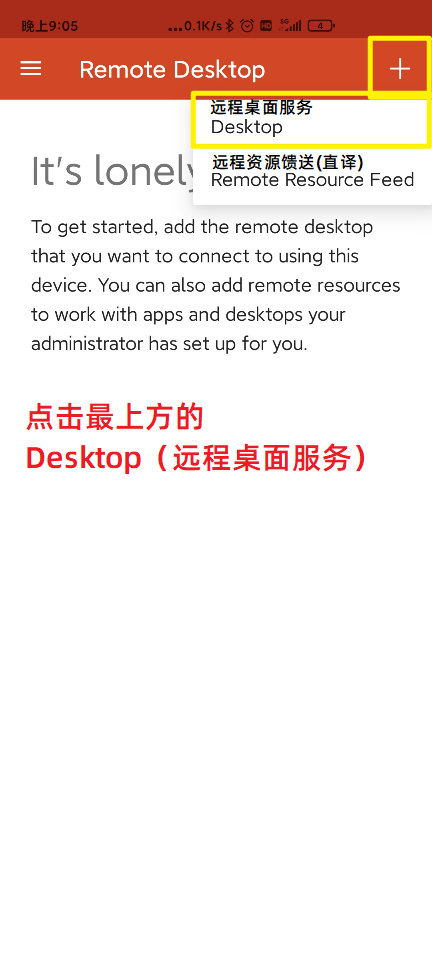 晚上9:05
...0.1K/s
HD
5G
4
Remote Desktop
远程桌面服务
Desktop
远程资源馈送(直译)
Remote Resource Feed
It's lonely
To get started, add the remote desktop
that you want to connect to using this
device. You can also add remote resources
to work with apps and desktops your
administrator has set up for you.
点击最上方的
Desktop（远程桌面服务）